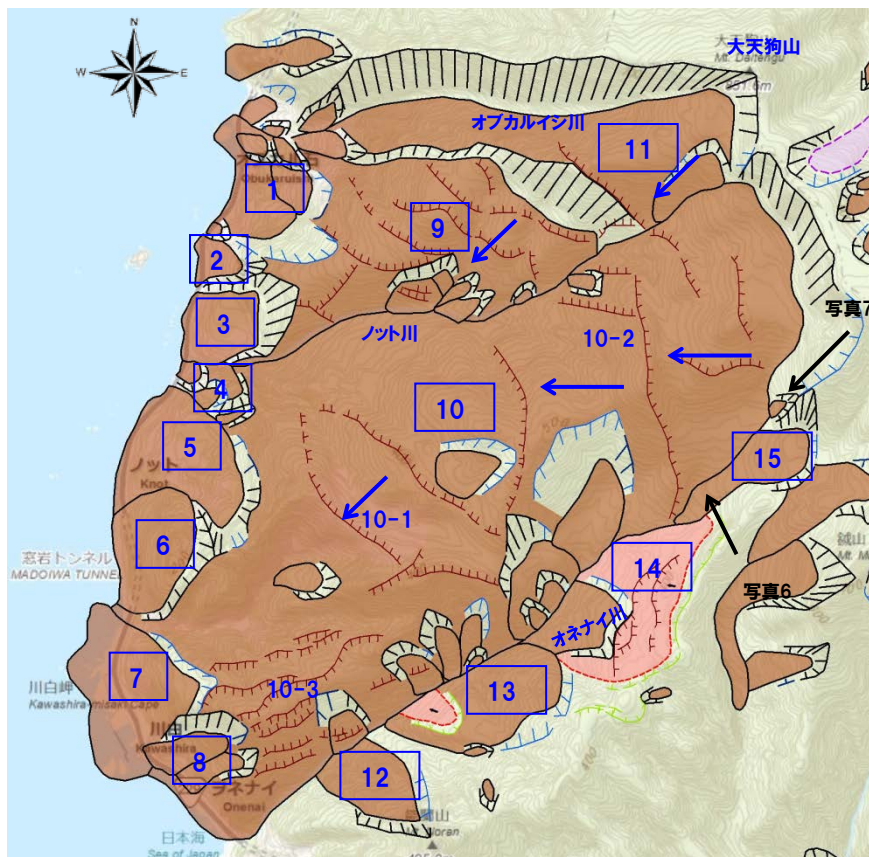 N
W
E
S
大天狗山
Mt. Daitengu
オブカルイシ川
11
Obukaruishi
1
9
2
3
ノット川
写真7
10-2
4
10
5
15
ノット
Knot
10-1
6
窓岩トンネル
MADOIWA TUNNEL
14
写真6
オネナイ川
7
10-3
13
川白岬
Kawashira-misaki Cape
川白
Kawashira
8
12
オネナイ
Onenai
日本海
Sea of Japan
400